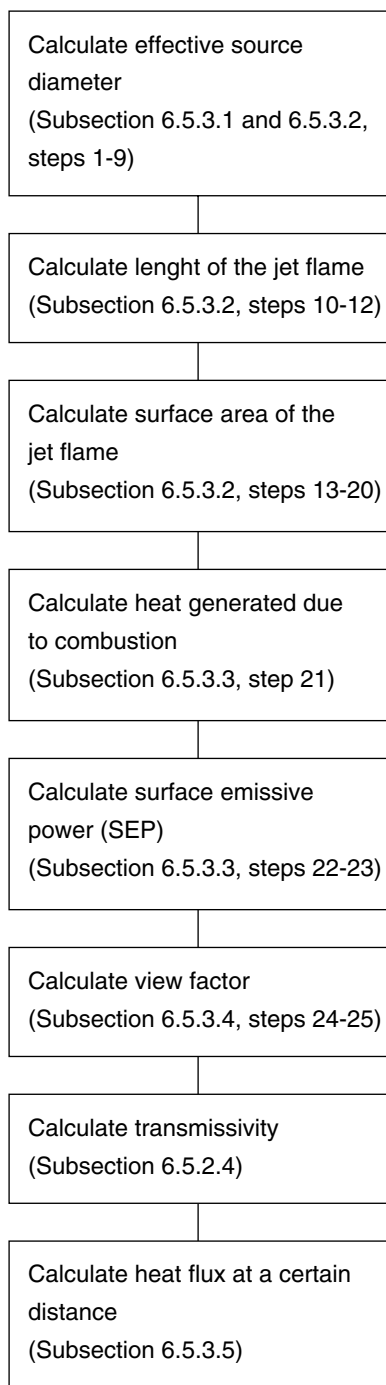 Calculate effective source
diameter
(Subsection 6.5.3.1 and 6.5.3.2,
steps 1-9)
Calculate lenght of the jet flame
(Subsection 6.5.3.2, steps 10-12)
Calculate surface area of the
jet flame
(Subsection 6.5.3.2, steps 13-20)
Calculate heat generated due
to combustion
(Subsection 6.5.3.3, step 21)
Calculate surface emissive
power (SEP)
(Subsection 6.5.3.3, steps 22-23)
Calculate view factor
(Subsection 6.5.3.4, steps 24-25)
Calculate transmissivity
(Subsection 6.5.2.4)
Calculate heat flux at a certain
distance
(Subsection 6.5.3.5)